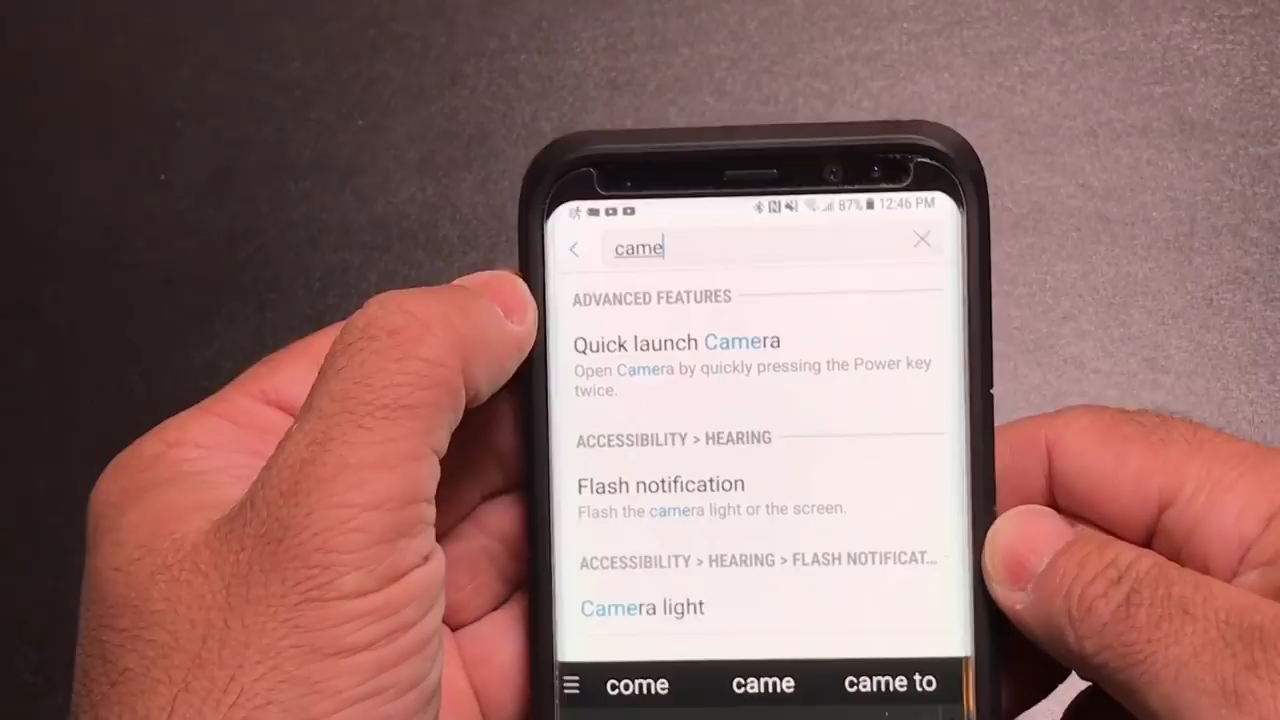 87% 12:46 PM
came
ADVANCED FEATURES
Quick launch Camera
Open Camera by quickly pressing the Power key
twice.
ACCESSIBILITY > HEARING
Flash notification
Flash the camera light or the screen.
ACCESSIBILITY > HEARING > FLASH NOTIFICAT...
Camera light
come came came to